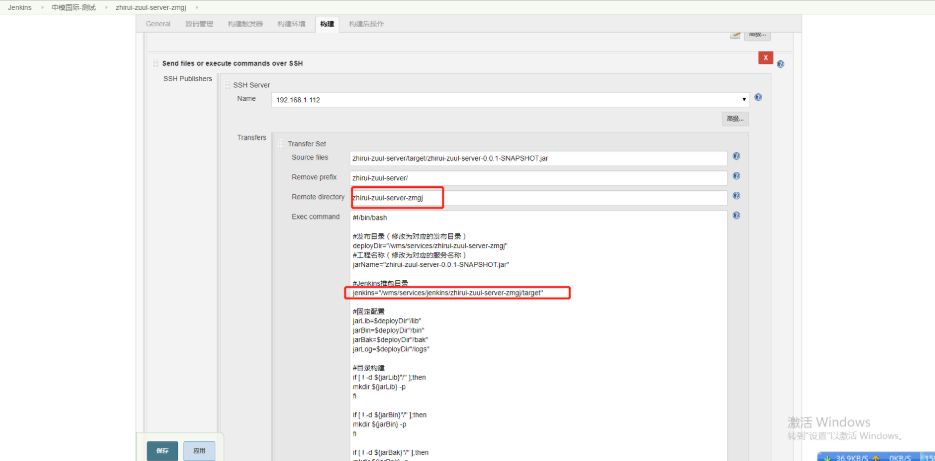 Jenkins › 中模国际-测试 › zhirui-zuul-server-zmgj ›
General 源码管理 构建触发器 构建环境 构建 构建后操作
高级...
Send files or execute commands over SSH
X
SSH Publishers
SSH Server
Name
192.168.1.112
高级...
Transfers
Transfer Set
Source files
zhirui-zuul-server/target/zhirui-zuul-server-0.0.1-SNAPSHOT.jar
Remove prefix
zhirui-zuul-server/
Remote directory
zhirui-zuul-server-zmgj
Exec command
#!/bin/bash
#发布目录（修改为对应的发布目录）
deployDir="/wms/services/zhirui-zuul-server-zmgj"
#工程名称（修改为对应的服务名称）
jarName="zhirui-zuul-server-0.0.1-SNAPSHOT.jar"
#Jenkins推包目录
jenkins="/wms/services/jenkins/zhirui-zuul-server-zmgj/target"
#固定配置
jarLib=$deployDir"/lib"
jarBin=$deployDir"/bin"
jarBak=$deployDir"/bak"
jarLog=$deployDir"/logs"
#目录构建
if [ ! -d ${jarLib}"/" ];then
mkdir ${jarLib} -p
fi
if [ ! -d ${jarBin}"/" ];then
mkdir ${jarBin} -p
fi
if [ ! -d ${jarBak}"/" ];then
mkdir ${jarBak} -p
保存 应用
激活 Windows
转到"设置"以激活 Windows。
36.9KB/S 0KB/S